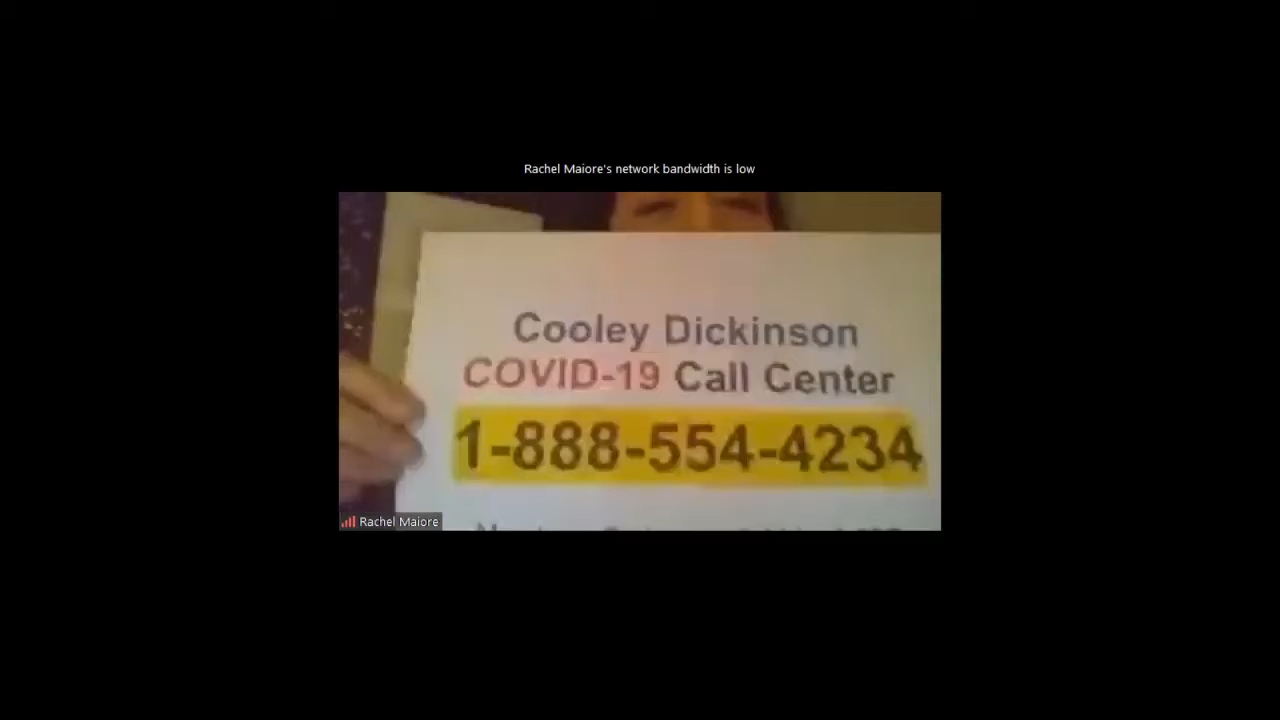 Rachel Maiore's network bandwidth is low
Cooley Dickinson
COVID-19 Call Center
1-888-554-4234
Rachel Maiore